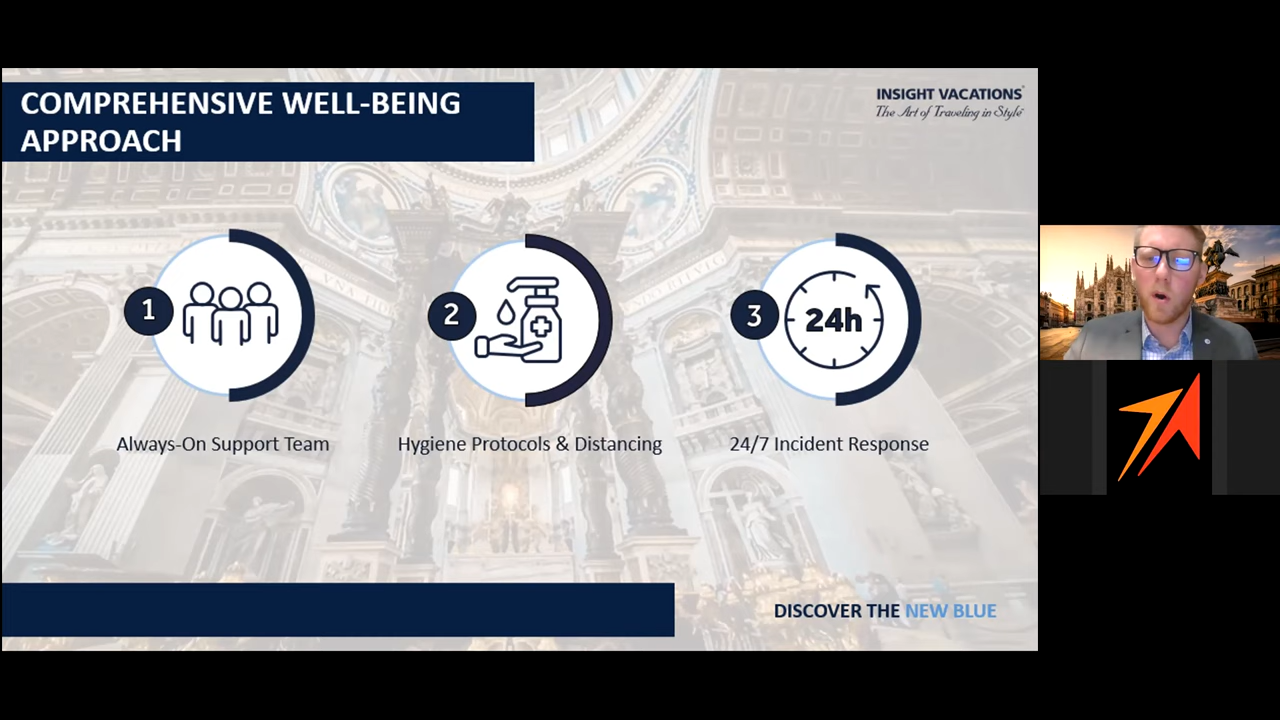 COMPREHENSIVE WELL-BEING
APPROACH
INSIGHT VACATIONS
The Art of Traveling in Style
1
2
3
24h
Always-On Support Team
Hygiene Protocols & Distancing
24/7 Incident Response
DISCOVER THE NEW BLUE